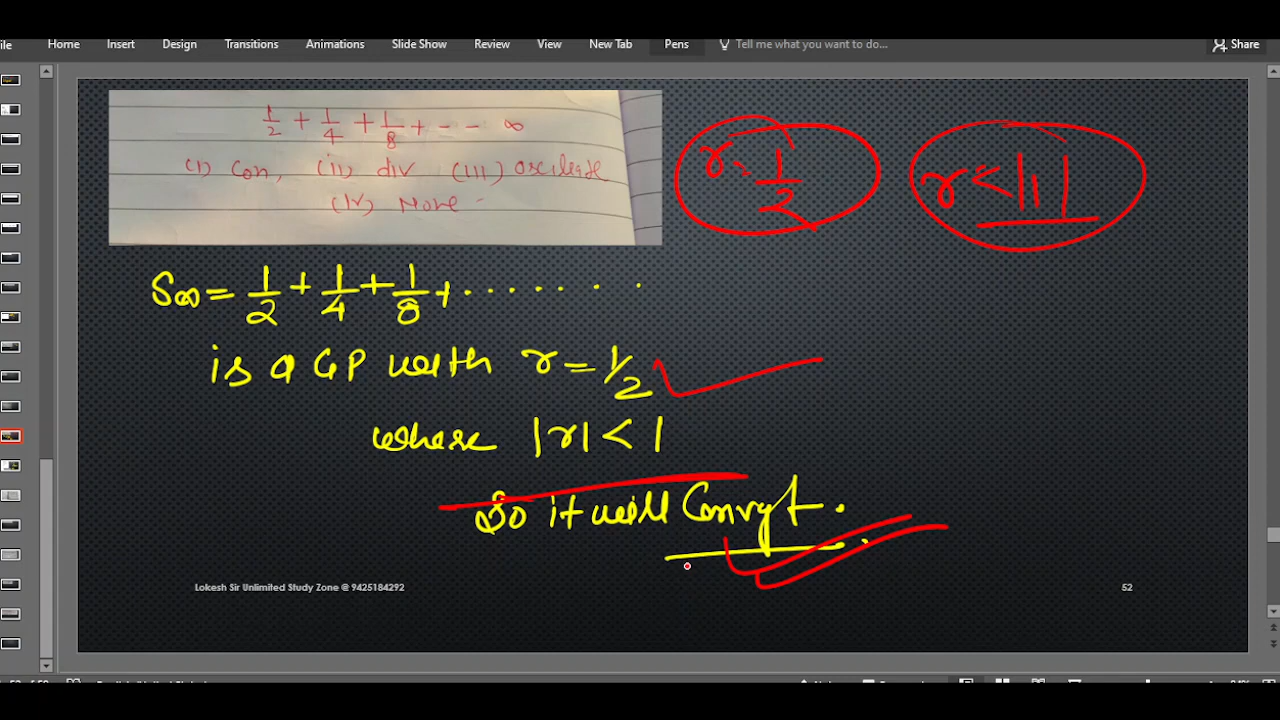 File Home Insert Design Transitions Animations Slide Show Review View New Tab Pens Tell me what you want to do... Share
1/2 + 1/4 + 1/8 + - - - ∞
(i) Con, (ii) div (iii) oscilate
(iv) None -
r = 1/2
r < |1|
S∞ = 1/2 + 1/4 + 1/8 + .......
is a GP with r = 1/2
where |r| < 1
So it will Convgt.
Lokesh Sir Unlimited Study Zone @ 9425184292
52